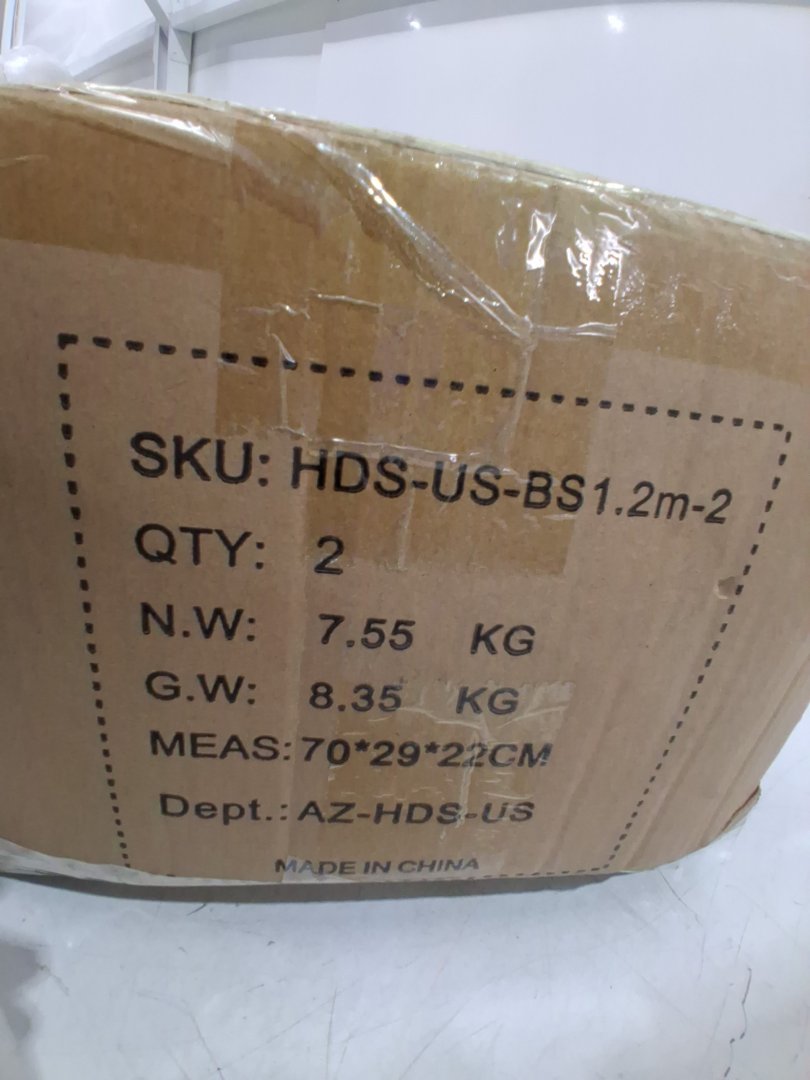 SKU: HDS-US-BS1.2m-2
QTY: 2
N.W: 7.55 KG
G.W: 8.35 KG
MEAS: 70*29*22CM
Dept.: AZ-HDS-US
MADE IN CHINA